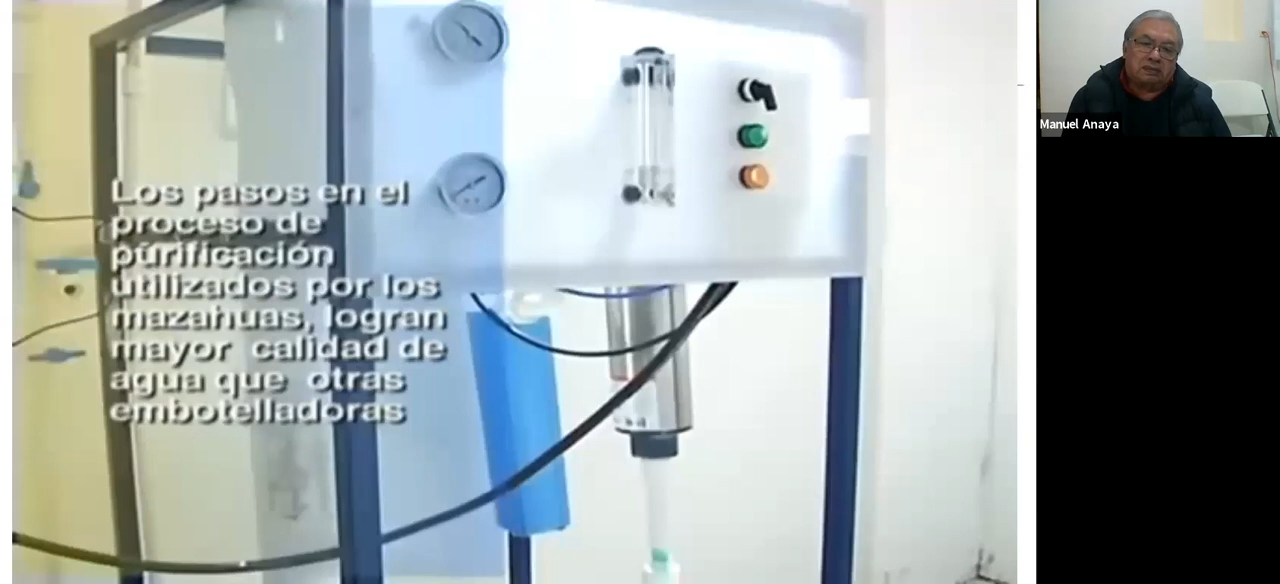 Los pasos en el
proceso de
purificación
utilizados por los
mazahuas, logran
mayor calidad de
agua que otras
embotelladoras
Manuel Anaya